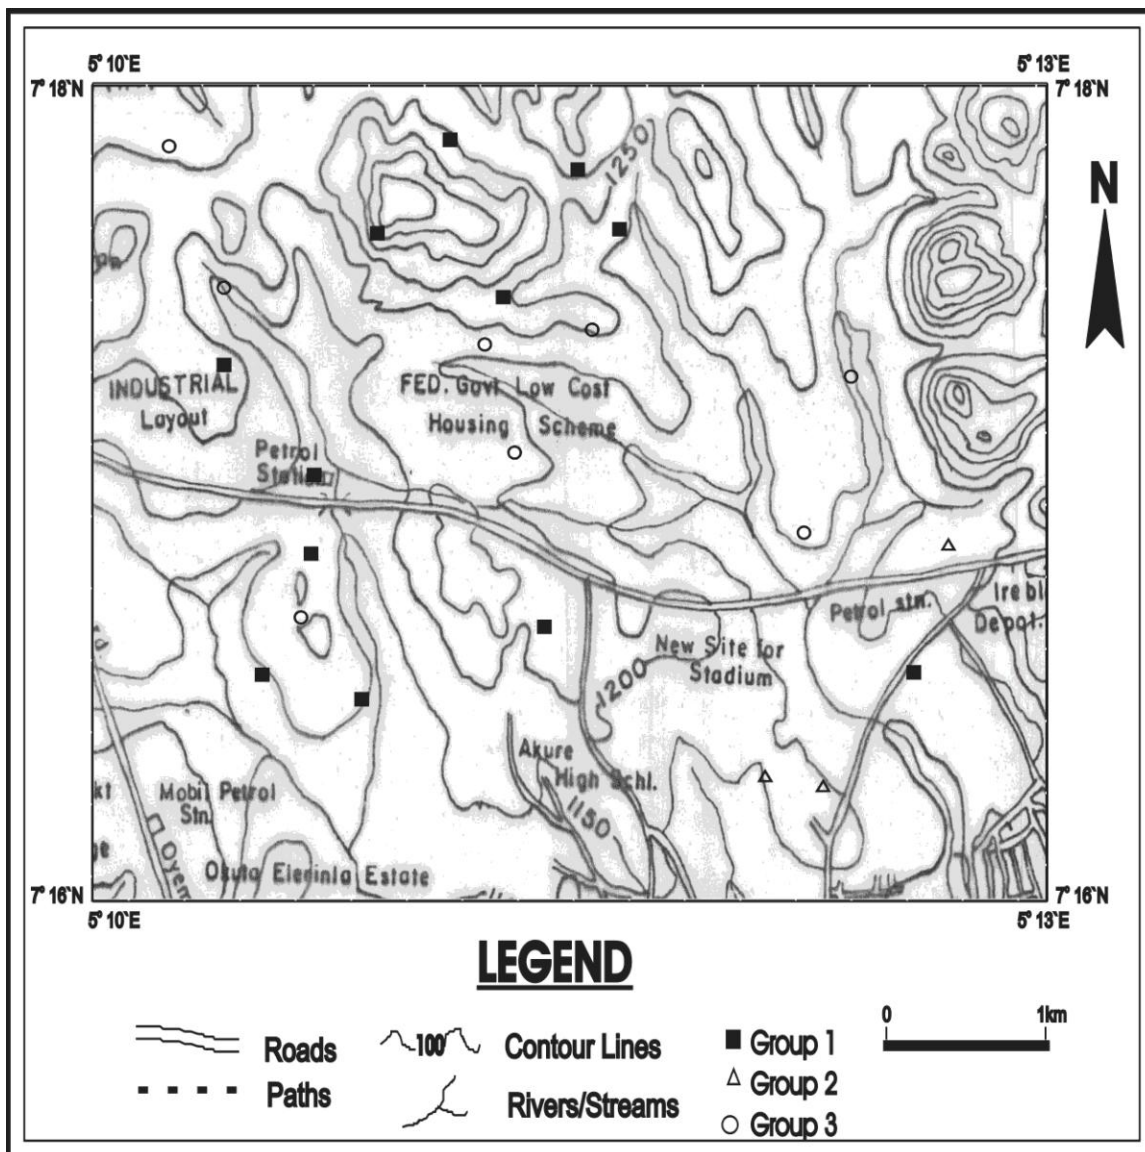 5° 10`E
5° 13`E
7° 18`N
7° 18`N
1250
N
INDUSTRIAL
Layout
FED. Govt Low Cost
Housing Scheme
Petrol
Station
Petrol stn.
Depot.
New Site for
Stadium
1200
Akure
High Schl.
1150
Mobil Petrol
Stn.
Okuta Elerinla Estate
7° 16`N
7° 16`N
5° 10`E
5° 13`E
LEGEND
Roads
100
Contour Lines
Group 1
0
1km
Paths
Rivers/Streams
Group 2
Group 3